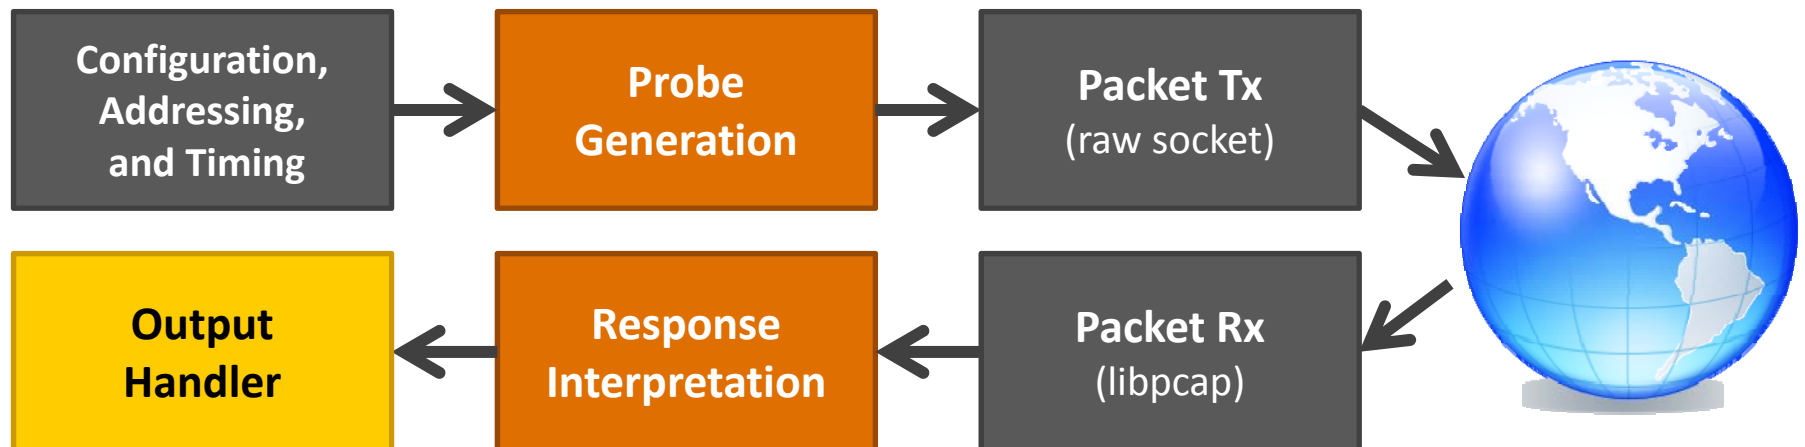 Configuration,
Addressing,
and Timing
Probe
Generation
Packet Tx
(raw socket)
Output
Handler
Response
Interpretation
Packet Rx
(libpcap)